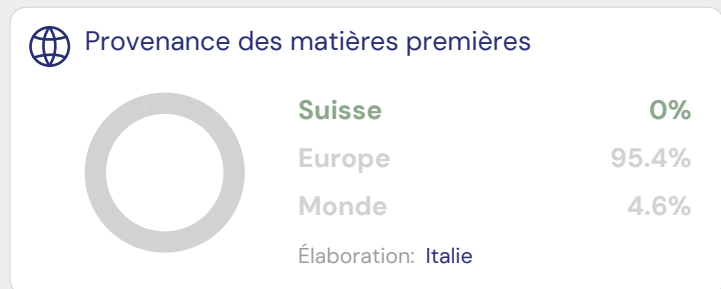 Provenance des matières premières
Suisse 0%
Europe 95.4%
Monde 4.6%
Élaboration: Italie